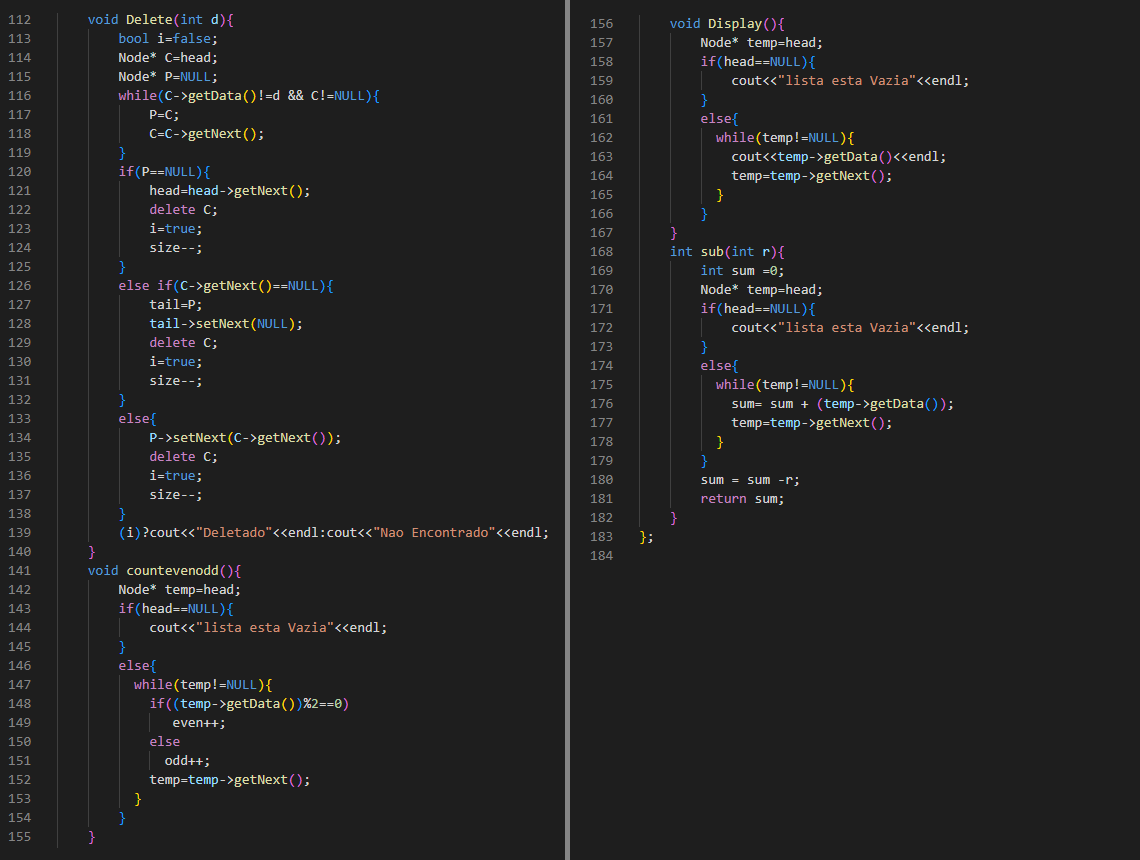 112 void Delete(int d){
113 bool i=false;
114 Node* C=head;
115 Node* P=NULL;
116 while(C->getData()!=d && C!=NULL){
117 P=C;
118 C=C->getNext();
119 }
120 if(P==NULL){
121 head=head->getNext();
122 delete C;
123 i=true;
124 size--;
125 }
126 else if(C->getNext()==NULL){
127 tail=P;
128 tail->setNext(NULL);
129 delete C;
130 i=true;
131 size--;
132 }
133 else{
134 P->setNext(C->getNext());
135 delete C;
136 i=true;
137 size--;
138 }
139 (i)?cout<<"Deletado"<<endl:cout<<"Nao Encontrado"<<endl;
140 }
141 void countevenodd(){
142 Node* temp=head;
143 if(head==NULL){
144 cout<<"lista esta Vazia"<<endl;
145 }
146 else{
147 while(temp!=NULL){
148 if((temp->getData())%2==0)
149 even++;
150 else
151 odd++;
152 temp=temp->getNext();
153 }
154 }
155 }
156 void Display(){
157 Node* temp=head;
158 if(head==NULL){
159 cout<<"lista esta Vazia"<<endl;
160 }
161 else{
162 while(temp!=NULL){
163 cout<<temp->getData()<<endl;
164 temp=temp->getNext();
165 }
166 }
167 }
168 int sub(int r){
169 int sum =0;
170 Node* temp=head;
171 if(head==NULL){
172 cout<<"lista esta Vazia"<<endl;
173 }
174 else{
175 while(temp!=NULL){
176 sum= sum + (temp->getData());
177 temp=temp->getNext();
178 }
179 }
180 sum = sum -r;
181 return sum;
182 }
183 };
184